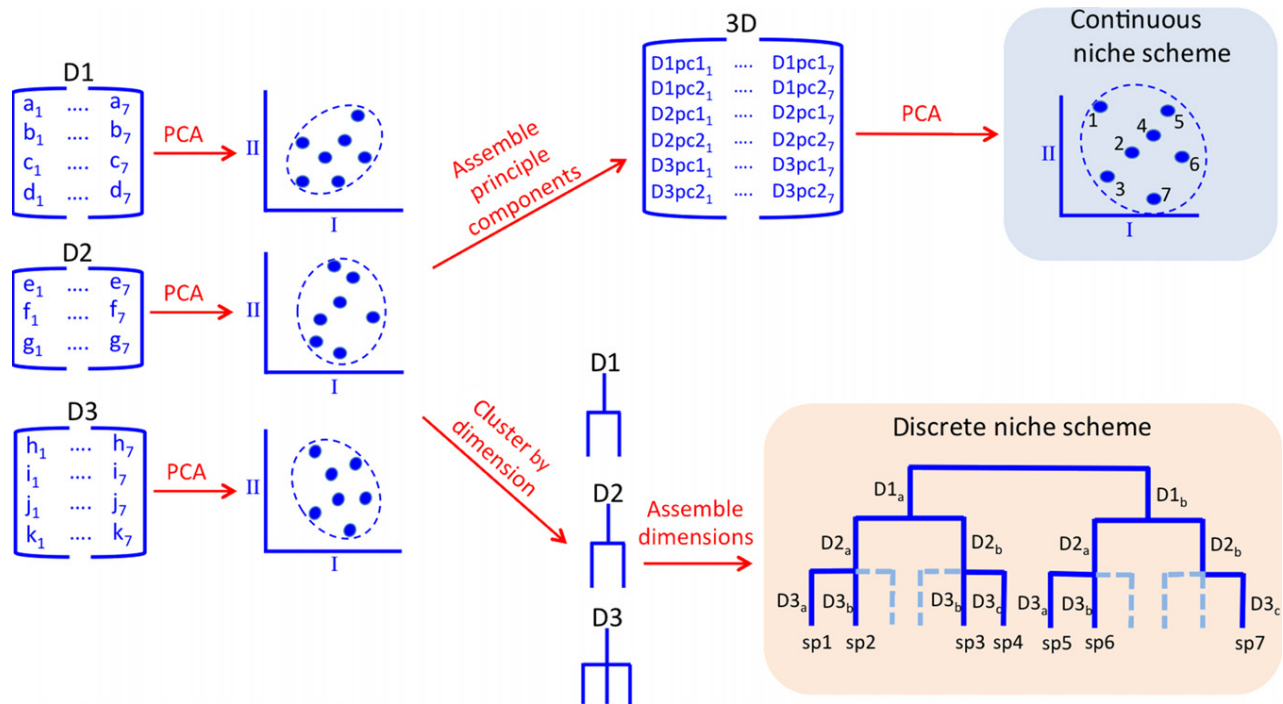 D1
a1 .... a7
b1 .... b7
c1 .... c7
d1 .... d7
PCA
II
I
D2
e1 .... e7
f1 .... f7
g1 .... g7
PCA
II
I
D3
h1 .... h7
i1 .... i7
j1 .... j7
k1 .... k7
PCA
II
I
Assemble
principle
components
3D
D1pc1₁ .... D1pc1₇
D1pc2₁ .... D1pc2₇
D2pc1₁ .... D2pc1₇
D2pc2₁ .... D2pc2₇
D3pc1₁ .... D3pc1₇
D3pc2₁ .... D3pc2₇
PCA
Continuous
niche scheme
II
1
2
3
4
5
6
7
I
Cluster by
dimension
D1
D2
D3
Assemble
dimensions
Discrete niche scheme
D1a D1b
D2a D2b D2a D2b
D3a D3b D3b D3c D3a D3b D3c
sp1 sp2 sp3 sp4 sp5 sp6 sp7